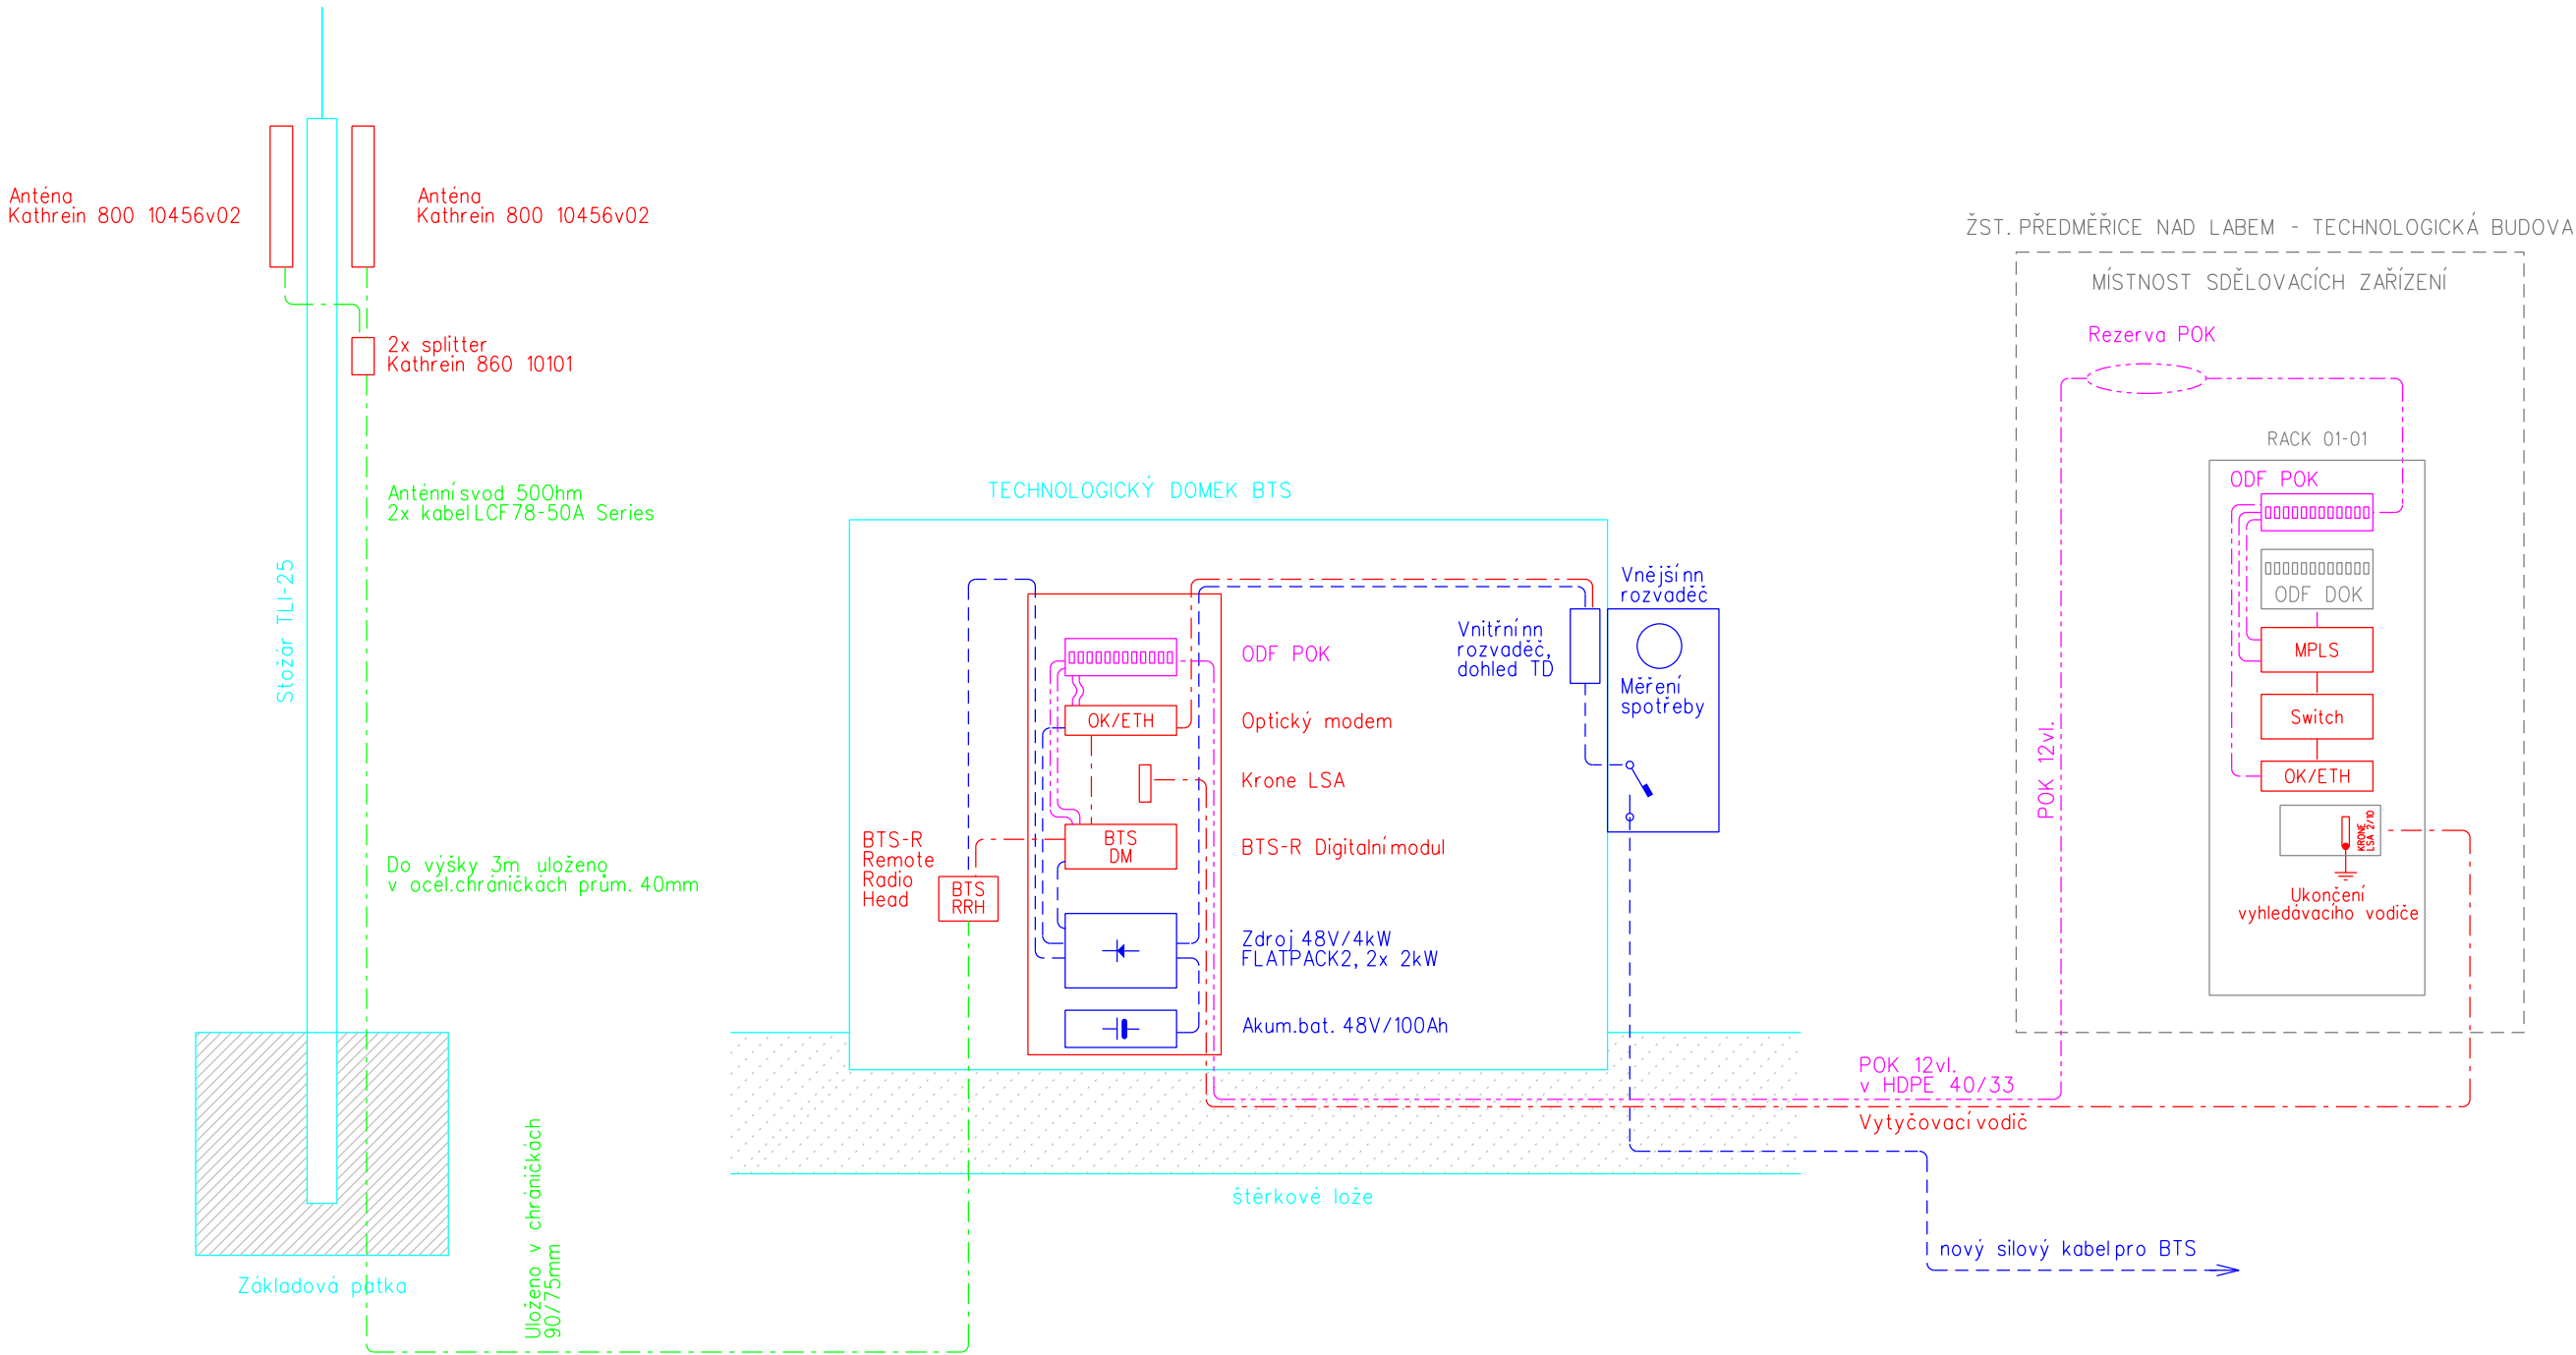 Anténa
Kathrein 800 10456v02
Anténa
Kathrein 800 10456v02
2x splitter
Kathrein 860 10101
Anténní svod 50Ohm
2x kabel LCF78-50A Series
Stožár TLI-25
Do výšky 3m uloženo
v ocel.chráničkách prům. 40mm
Základová patka
Uloženo v chráničkách
90/75mm
TECHNOLOGICKÝ DOMEK BTS
ODF POK
OK/ETH
Optický modem
Krone LSA
BTS-R
Remote
Radio
Head
BTS
RRH
BTS
DM
BTS-R Digitalní modul
Zdroj 48V/4kW
FLATPACK2, 2x 2kW
Akum.bat. 48V/100Ah
Vnitřní nn
rozvaděč,
dohled TD
Vnější nn
rozvaděč
Měření
spotřeby
štěrkové lože
POK 12vl.
v HDPE 40/33
Vytyčovací vodič
nový silový kabel pro BTS
ŽST. PŘEDMĚŘICE NAD LABEM - TECHNOLOGICKÁ BUDOVA
MÍSTNOST SDĚLOVACÍCH ZAŘÍZENÍ
Rezerva POK
POK 12vl.
RACK 01-01
ODF POK
ODF DOK
MPLS
Switch
OK/ETH
KRONE
LSA 2/10
Ukončení
vyhledávacího vodiče